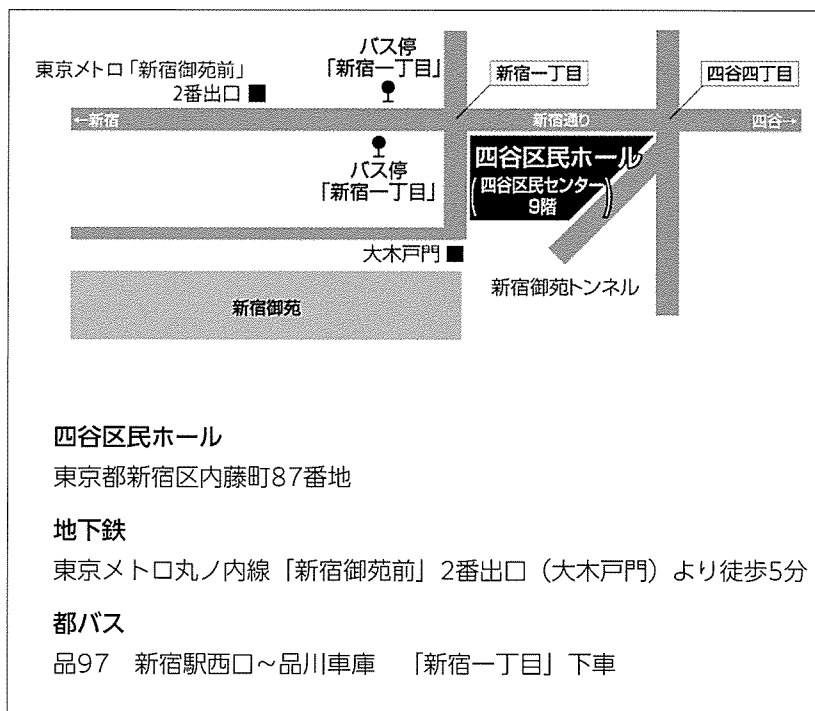 バス停
「新宿一丁目」
東京メトロ「新宿御苑前」
2番出口
新宿一丁目
四谷四丁目
←新宿
新宿通り
四谷→
バス停
「新宿一丁目」
四谷区民ホール
(四谷区民センター)
9階
大木戸門
新宿御苑トンネル
新宿御苑
四谷区民ホール
東京都新宿区内藤町87番地
地下鉄
東京メトロ丸ノ内線「新宿御苑前」2番出口（大木戸門）より徒歩5分
都バス
品97　新宿駅西口～品川車庫　「新宿一丁目」下車